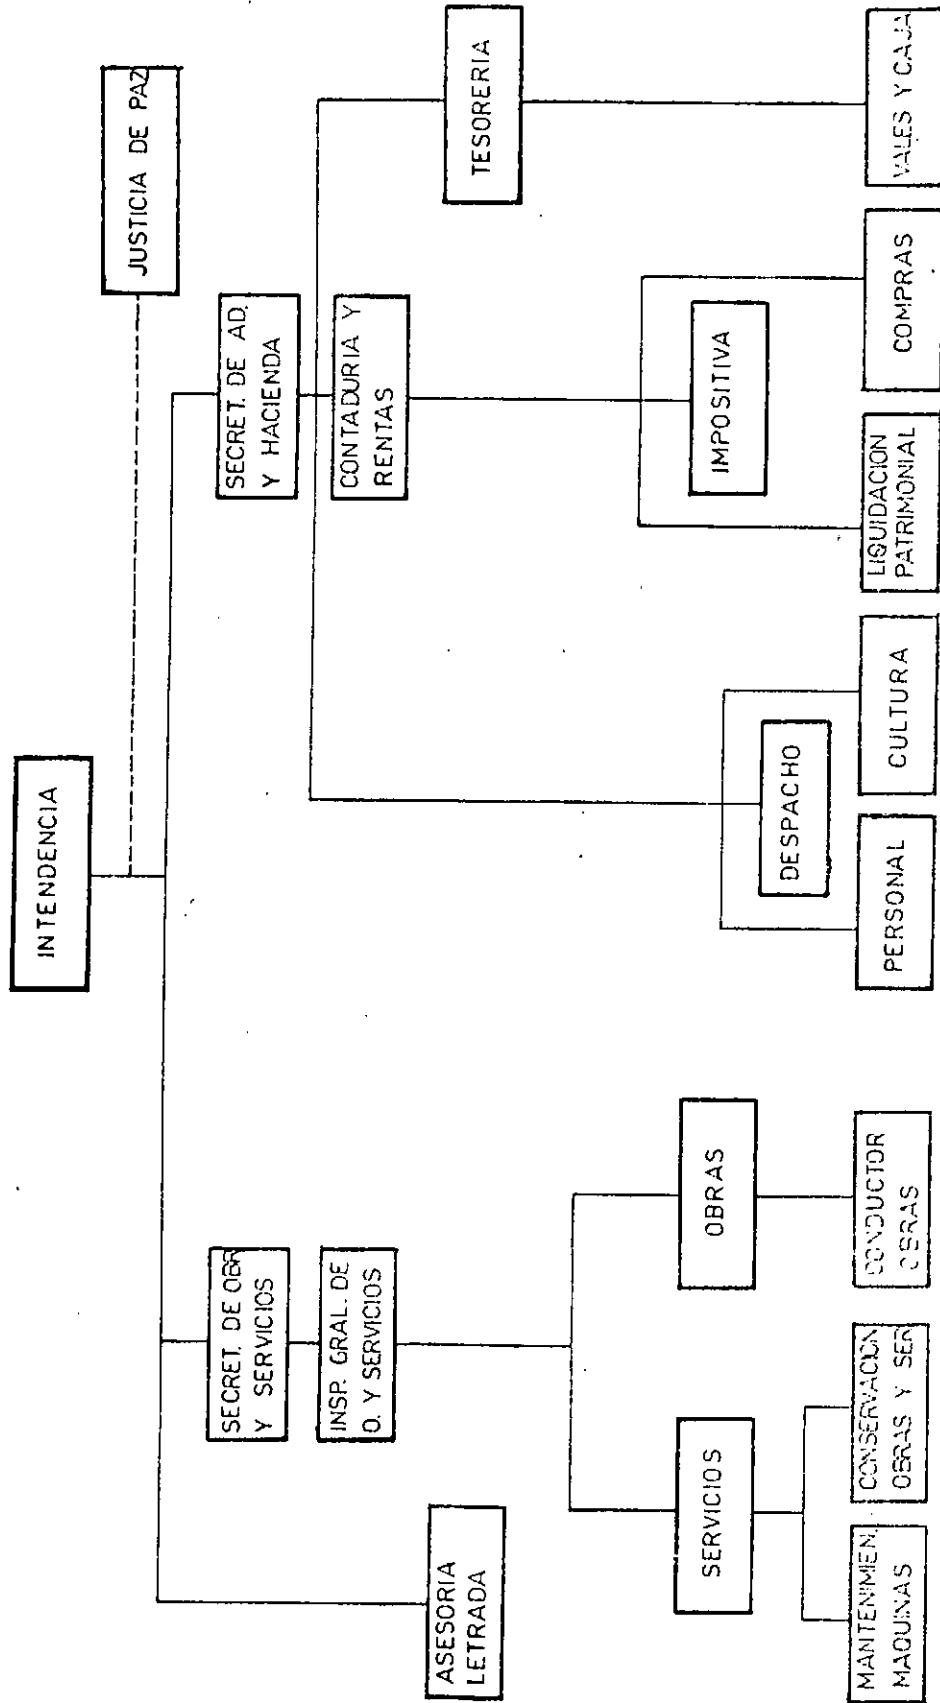 INTENDENCIA
JUSTICIA DE PAZ
SECRET. DE OBR
Y SERVICIOS
SECRET. DE AD.
Y HACIENDA
INSP. GRAL. DE
O. Y SERVICIOS
CONTADURIA Y
RENTAS
ASESORIA
LETRADA
TESORERIA
SERVICIOS
OBRAS
DESPACHO
IMPOSITIVA
MANTENIMIEN.
MAQUINAS
CONSERVACION
OBRAS Y SER
CONDUCTOR
OBRAS
PERSONAL
CULTURA
LIQUIDACION
PATRIMONIAL
COMPRAS
VALES Y CAJA